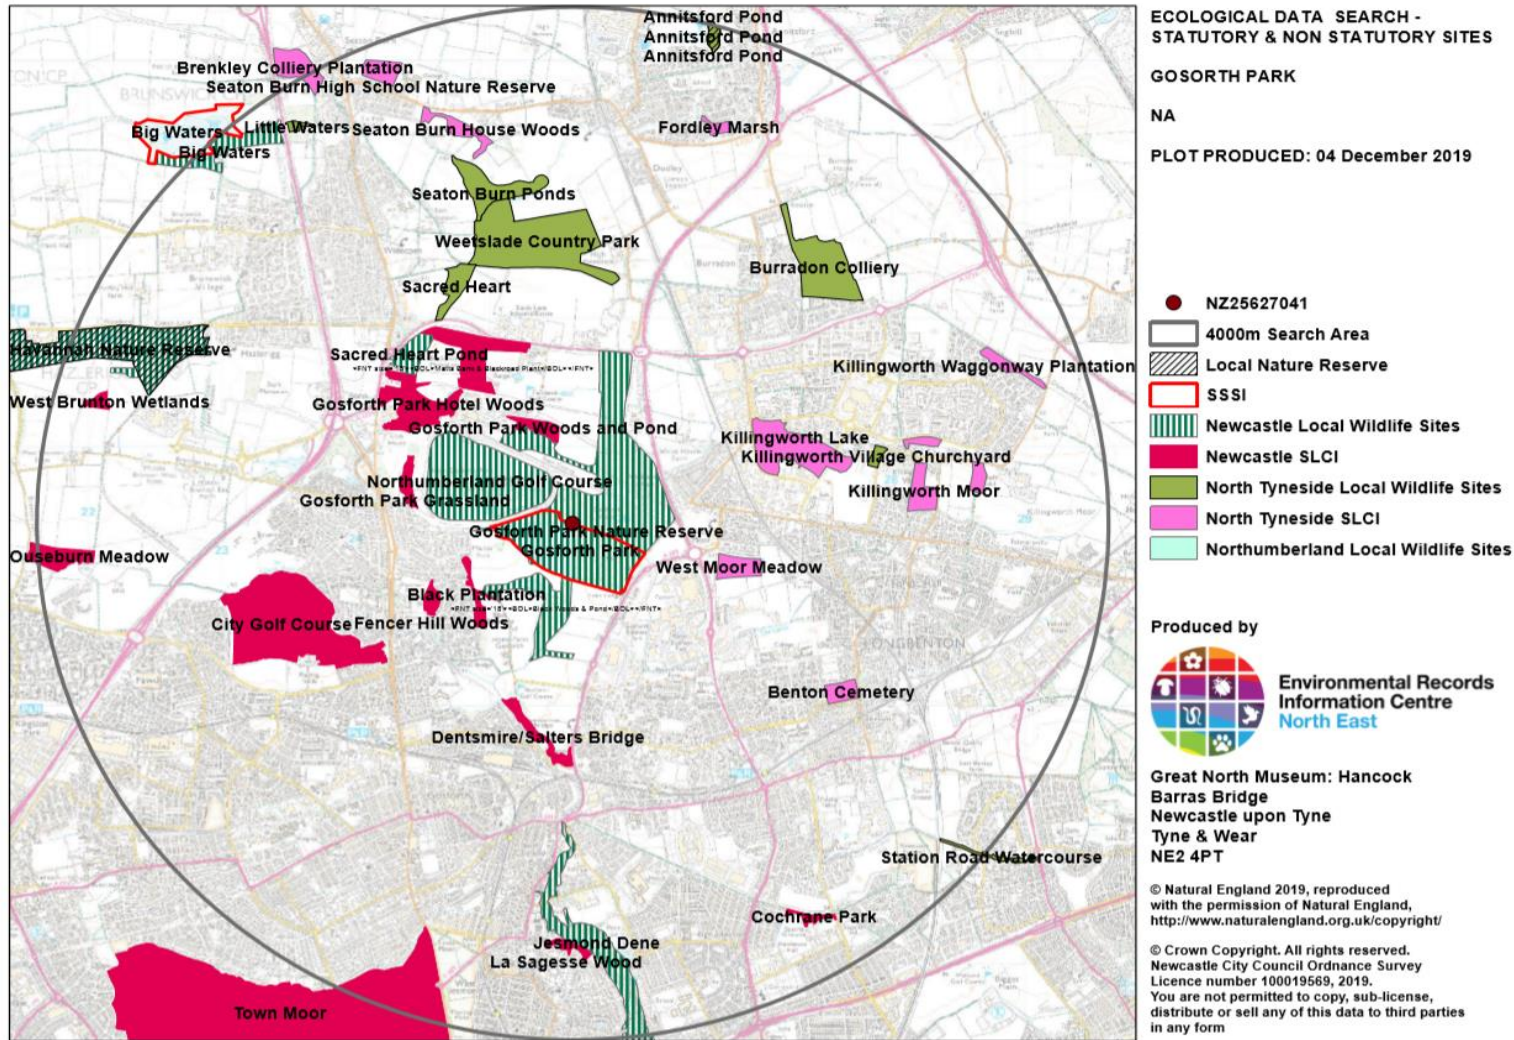 Annitsford Pond
Annitsford Pond
Annitsford Pond
Brenkley Colliery Plantation
Seaton Burn High School Nature Reserve
BRUNSWICK
Big Waters
Little Waters
Seaton Burn House Woods
Fordley Marsh
Big Waters
Seaton Burn Ponds
Weetslade Country Park
Burradon Colliery
Sacred Heart
Havannah Nature Reserve
Sacred Heart Pond
Killingworth Waggonway Plantation
West Brunton Wetlands
Gosforth Park Hotel Woods
Gosforth Park Woods and Pond
Killingworth Lake
Killingworth Village Churchyard
Northumberland Golf Course
Killingworth Moor
Gosforth Park Grassland
Gosforth Park Nature Reserve
Gosforth Park
Ouseburn Meadow
West Moor Meadow
Black Plantation
City Golf Course
Fencer Hill Woods
LONGBENTON
Benton Cemetery
Dentsmire/Salters Bridge
Station Road Watercourse
Cochrane Park
Jesmond Dene
La Sagesse Wood
Town Moor
ECOLOGICAL DATA SEARCH -
STATUTORY & NON STATUTORY SITES
GOSORTH PARK
NA
PLOT PRODUCED: 04 December 2019
NZ25627041
4000m Search Area
Local Nature Reserve
SSSI
Newcastle Local Wildlife Sites
Newcastle SLCI
North Tyneside Local Wildlife Sites
North Tyneside SLCI
Northumberland Local Wildlife Sites
Produced by
Environmental Records
Information Centre
North East
Great North Museum: Hancock
Barras Bridge
Newcastle upon Tyne
Tyne & Wear
NE2 4PT
© Natural England 2019, reproduced
with the permission of Natural England,
http://www.naturalengland.org.uk/copyright/
© Crown Copyright. All rights reserved.
Newcastle City Council Ordnance Survey
Licence number 100019569, 2019.
You are not permitted to copy, sub-license,
distribute or sell any of this data to third parties
in any form